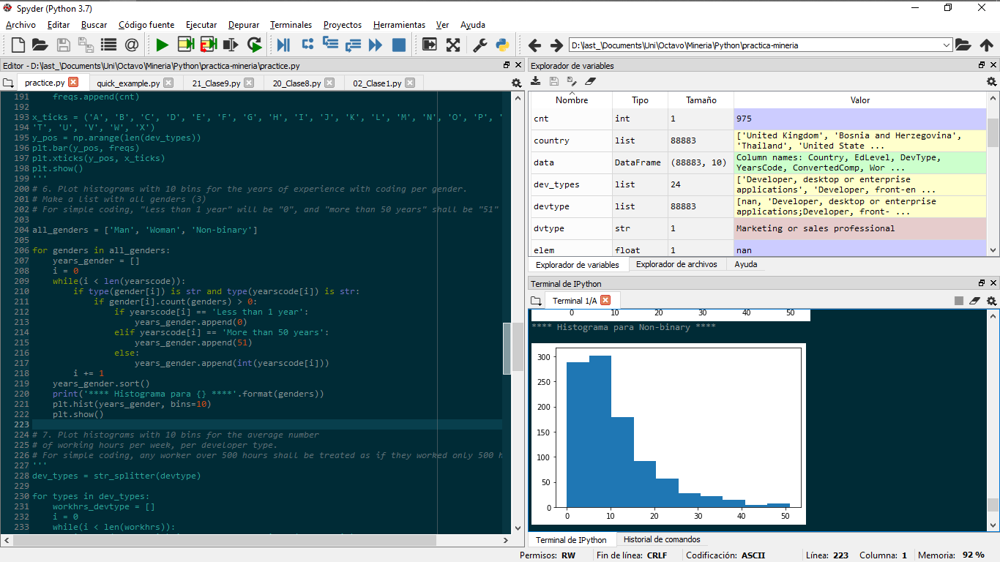 Spyder (Python 3.7)
Archivo Editar Buscar Código fuente Ejecutar Depurar Terminales Proyectos Herramientas Ver Ayuda
D:\last_\Documents\Uni\Octavo\Mineria\Python\practica-mineria
Editor - D:\last_\Documents\Uni\Octavo\Mineria\Python\practica-mineria\practice.py
practice.py quick_example.py 21_Clase9.py 20_Clase8.py 02_Clase1.py
191     freqs.append(cnt)
192
193 x_ticks = ('A', 'B', 'C', 'D', 'E', 'F', 'G', 'H', 'I', 'J', 'K', 'L', 'M', 'N', 'O', 'P', '
194 'T', 'U', 'V', 'W', 'X')
195 y_pos = np.arange(len(dev_types))
196 plt.bar(y_pos, freqs)
197 plt.xticks(y_pos, x_ticks)
198 plt.show()
199 '''
200 # 6. Plot histograms with 10 bins for the years of experience with coding per gender.
201 # Make a list with all genders (3)
202 # For simple coding, "less than 1 year" will be "0", and "more than 50 years" shall be "51"
203
204 all_genders = ['Man', 'Woman', 'Non-binary']
205
206 for genders in all_genders:
207     years_gender = []
208     i = 0
209     while(i < len(yearscode)):
210         if type(gender[i]) is str and type(yearscode[i]) is str:
211             if gender[i].count(genders) > 0:
212                 if yearscode[i] == 'Less than 1 year':
213                     years_gender.append(0)
214                 elif yearscode[i] == 'More than 50 years':
215                     years_gender.append(51)
216                 else:
217                     years_gender.append(int(yearscode[i]))
218         i += 1
219     years_gender.sort()
220     print('**** Histograma para {} ****'.format(genders))
221     plt.hist(years_gender, bins=10)
222     plt.show()
223
224 # 7. Plot histograms with 10 bins for the average number
225 # of working hours per week, per developer type.
226 # For simple coding, any worker over 500 hours shall be treated as if they worked only 500 h
227 '''
228 dev_types = str_splitter(devtype)
229
230 for types in dev_types:
231     workhrs_devtype = []
232     i = 0
233     while(i < len(workhrs)):
Explorador de variables
Nombre Tipo Tamaño Valor
cnt int 1 975
country list 88883 ['United Kingdom', 'Bosnia and Herzegovina',
'Thailand', 'United State ...
data DataFrame (88883, 10) Column names: Country, EdLevel, DevType,
YearsCode, ConvertedComp, Wor ...
dev_types list 24 ['Developer, desktop or enterprise
applications', 'Developer, front-en ...
devtype list 88883 [nan, 'Developer, desktop or enterprise
applications;Developer, front- ...
dvtype str 1 Marketing or sales professional
elem float 1 nan
Explorador de variables Explorador de archivos Ayuda
Terminal de IPython
Terminal 1/A
0 10 20 30 40 50
**** Histograma para Non-binary ****
300
250
200
150
100
50
0
0 10 20 30 40 50
Terminal de IPython Historial de comandos
Permisos: RW Fin de línea: CRLF Codificación: ASCII Línea: 223 Columna: 1 Memoria: 92 %